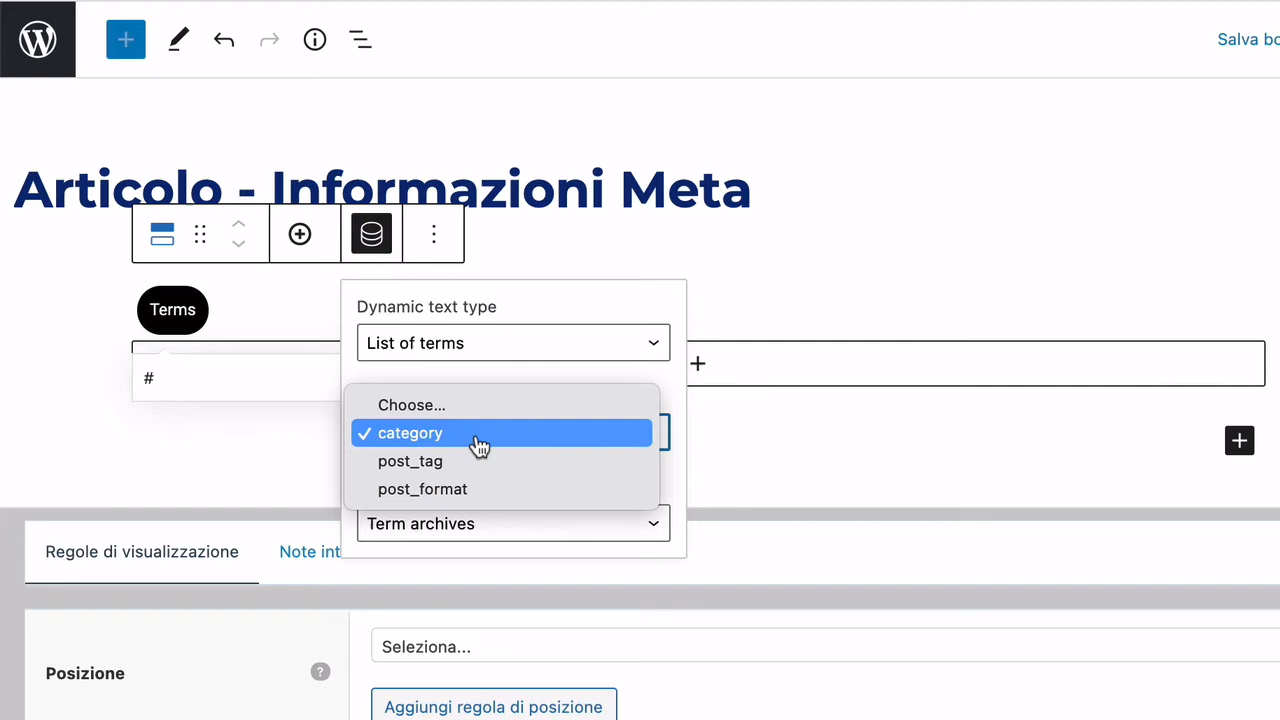 Salva bo
Articolo - Informazioni Meta
Terms
Dynamic text type
List of terms
#
Choose...
category
post_tag
post_format
Term archives
Regole di visualizzazione
Note int
Posizione
?
Seleziona...
Aggiungi regola di posizione